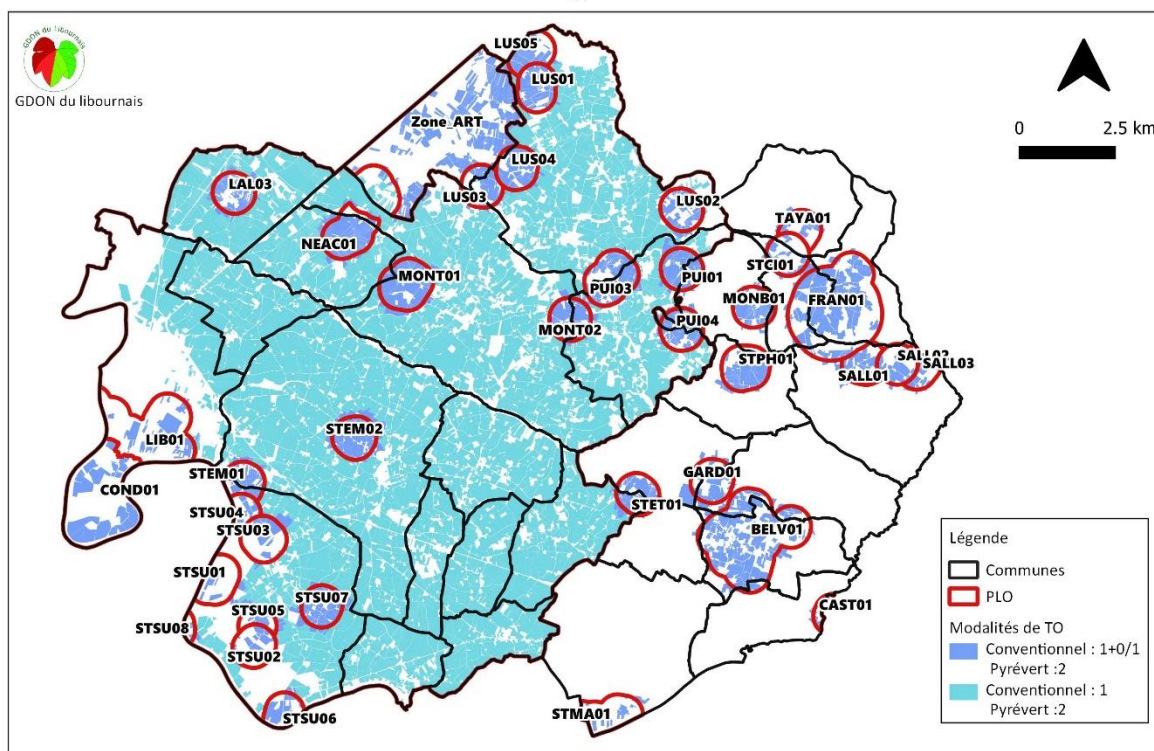 GDON du libournais
GDON du libournais
LUS05
LUS01
Zone_ART
0 2.5 km
LUS04
LAL03
LUS03
LUS02
TAYA01
NEAC01
STCI01
MONT01
PUI01
PUI03
MONB01
FRAN01
MONT02
PUI04
STPH01
SALL02
SALL03
SALL01
LIB01
STEM02
STEM01
GARD01
COND01
STET01
STSU04
STSU03
BELV01
STSU01
STSU07
STSU05
CAST01
STSU08
STSU02
STSU06
STMA01
Légende
Communes
PLO
Modalités de TO
Conventionnel : 1+0/1
Pyrévert :2
Conventionnel : 1
Pyrévert :2